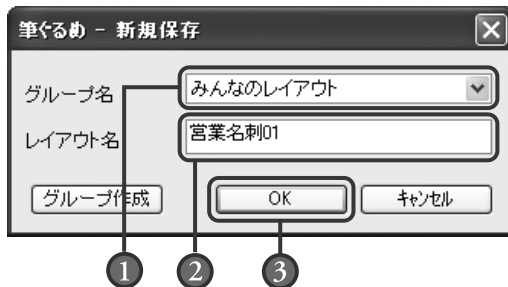 筆ぐるめ - 新規保存
グループ名 みんなのレイアウト
レイアウト名 営業名刺01
グループ作成 OK キャンセル
1 2 3